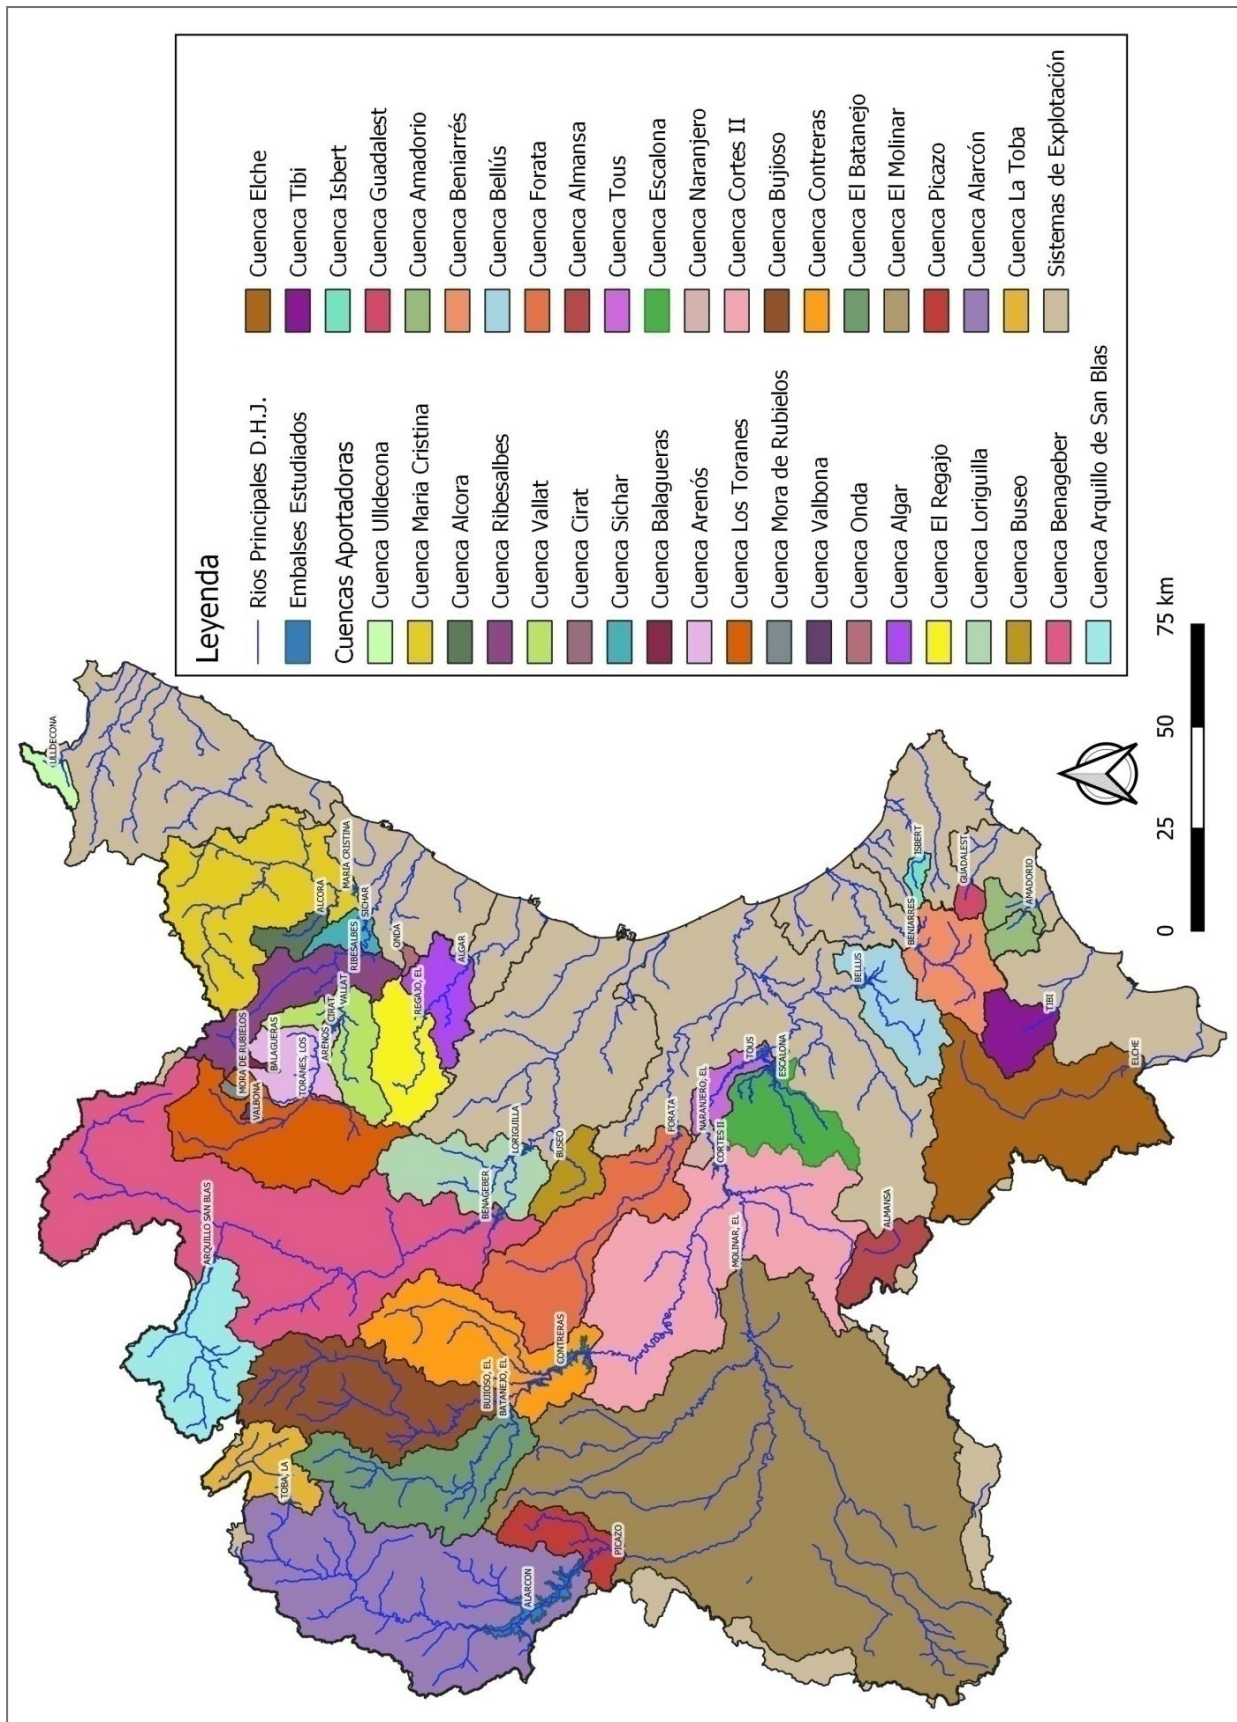 Leyenda
Rios Principales D.H.J.
Embalses Estudiados
Cuencas Aportadoras
Cuenca Ulldecona
Cuenca Maria Cristina
Cuenca Alcora
Cuenca Ribesalbes
Cuenca Vallat
Cuenca Cirat
Cuenca Sichar
Cuenca Balagueras
Cuenca Arenós
Cuenca Los Toranes
Cuenca Mora de Rubielos
Cuenca Valbona
Cuenca Onda
Cuenca Algar
Cuenca El Regajo
Cuenca Loriguilla
Cuenca Buseo
Cuenca Benageber
Cuenca Arquillo de San Blas
Cuenca Elche
Cuenca Tibi
Cuenca Isbert
Cuenca Guadalest
Cuenca Amadorio
Cuenca Beniarrés
Cuenca Bellús
Cuenca Forata
Cuenca Almansa
Cuenca Tous
Cuenca Escalona
Cuenca Naranjero
Cuenca Cortes II
Cuenca Bujioso
Cuenca Contreras
Cuenca El Batanejo
Cuenca El Molinar
Cuenca Picazo
Cuenca Alarcón
Cuenca La Toba
Sistemas de Explotación
ULLDECONA
ARQUILLO SAN BLAS
MORA DE RUBIELOS
VALBONA
BALAGUERAS
TORANES, LOS
ARENOS
CIRAT
VALLAT
RIBESALBES
ALCORA
MARIA CRISTINA
SICHAR
ONDA
REGAJO, EL
ALGAR
TOBA, LA
BUJIOSO, EL
BATANEJO, EL
BENAGEBER
LORIGUILLA
BUSEO
ALARCON
CONTRERAS
PICAZO
FORATA
NARANJERO, EL
CORTES II
MOLINAR, EL
TOUS
ESCALONA
BELLUS
ALMANSA
BENIARRES
ISBERT
GUADALEST
AMADORIO
TIBI
ELCHE
0 25 50 75 km